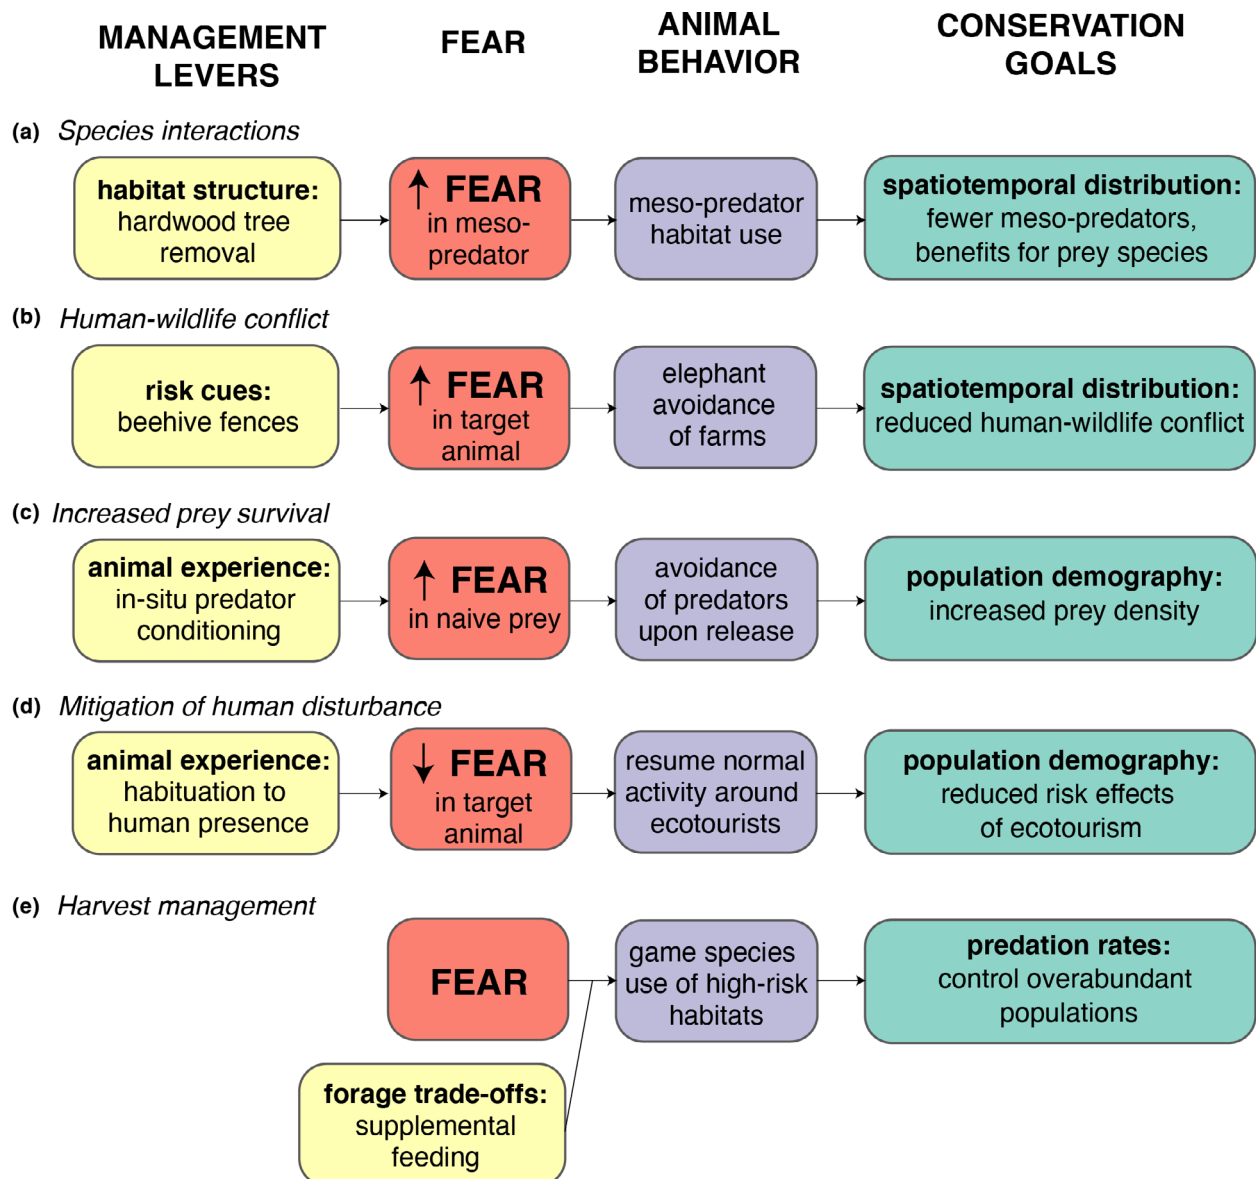 MANAGEMENT
LEVERS
FEAR
ANIMAL
BEHAVIOR
CONSERVATION
GOALS
(a) Species interactions
habitat structure:
hardwood tree
removal
↑ FEAR
in meso-
predator
meso-predator
habitat use
spatiotemporal distribution:
fewer meso-predators,
benefits for prey species
(b) Human-wildlife conflict
risk cues:
beehive fences
↑ FEAR
in target
animal
elephant
avoidance
of farms
spatiotemporal distribution:
reduced human-wildlife conflict
(c) Increased prey survival
animal experience:
in-situ predator
conditioning
↑ FEAR
in naive prey
avoidance
of predators
upon release
population demography:
increased prey density
(d) Mitigation of human disturbance
animal experience:
habituation to
human presence
↓ FEAR
in target
animal
resume normal
activity around
ecotourists
population demography:
reduced risk effects
of ecotourism
(e) Harvest management
FEAR
game species
use of high-risk
habitats
predation rates:
control overabundant
populations
forage trade-offs:
supplemental
feeding